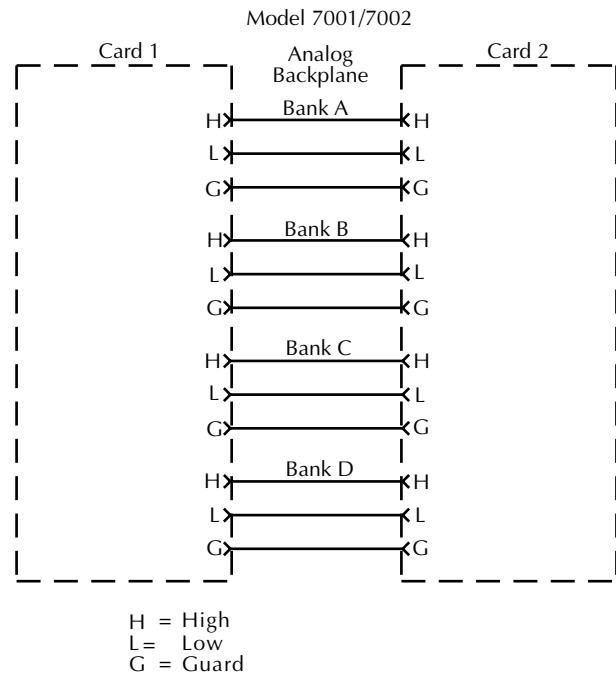 Model 7001/7002
Card 1
Analog
Backplane
Card 2
Bank A
H H
L L
G G
Bank B
H H
L L
G G
Bank C
H H
L L
G G
Bank D
H H
L L
G G
H = High
L= Low
G = Guard